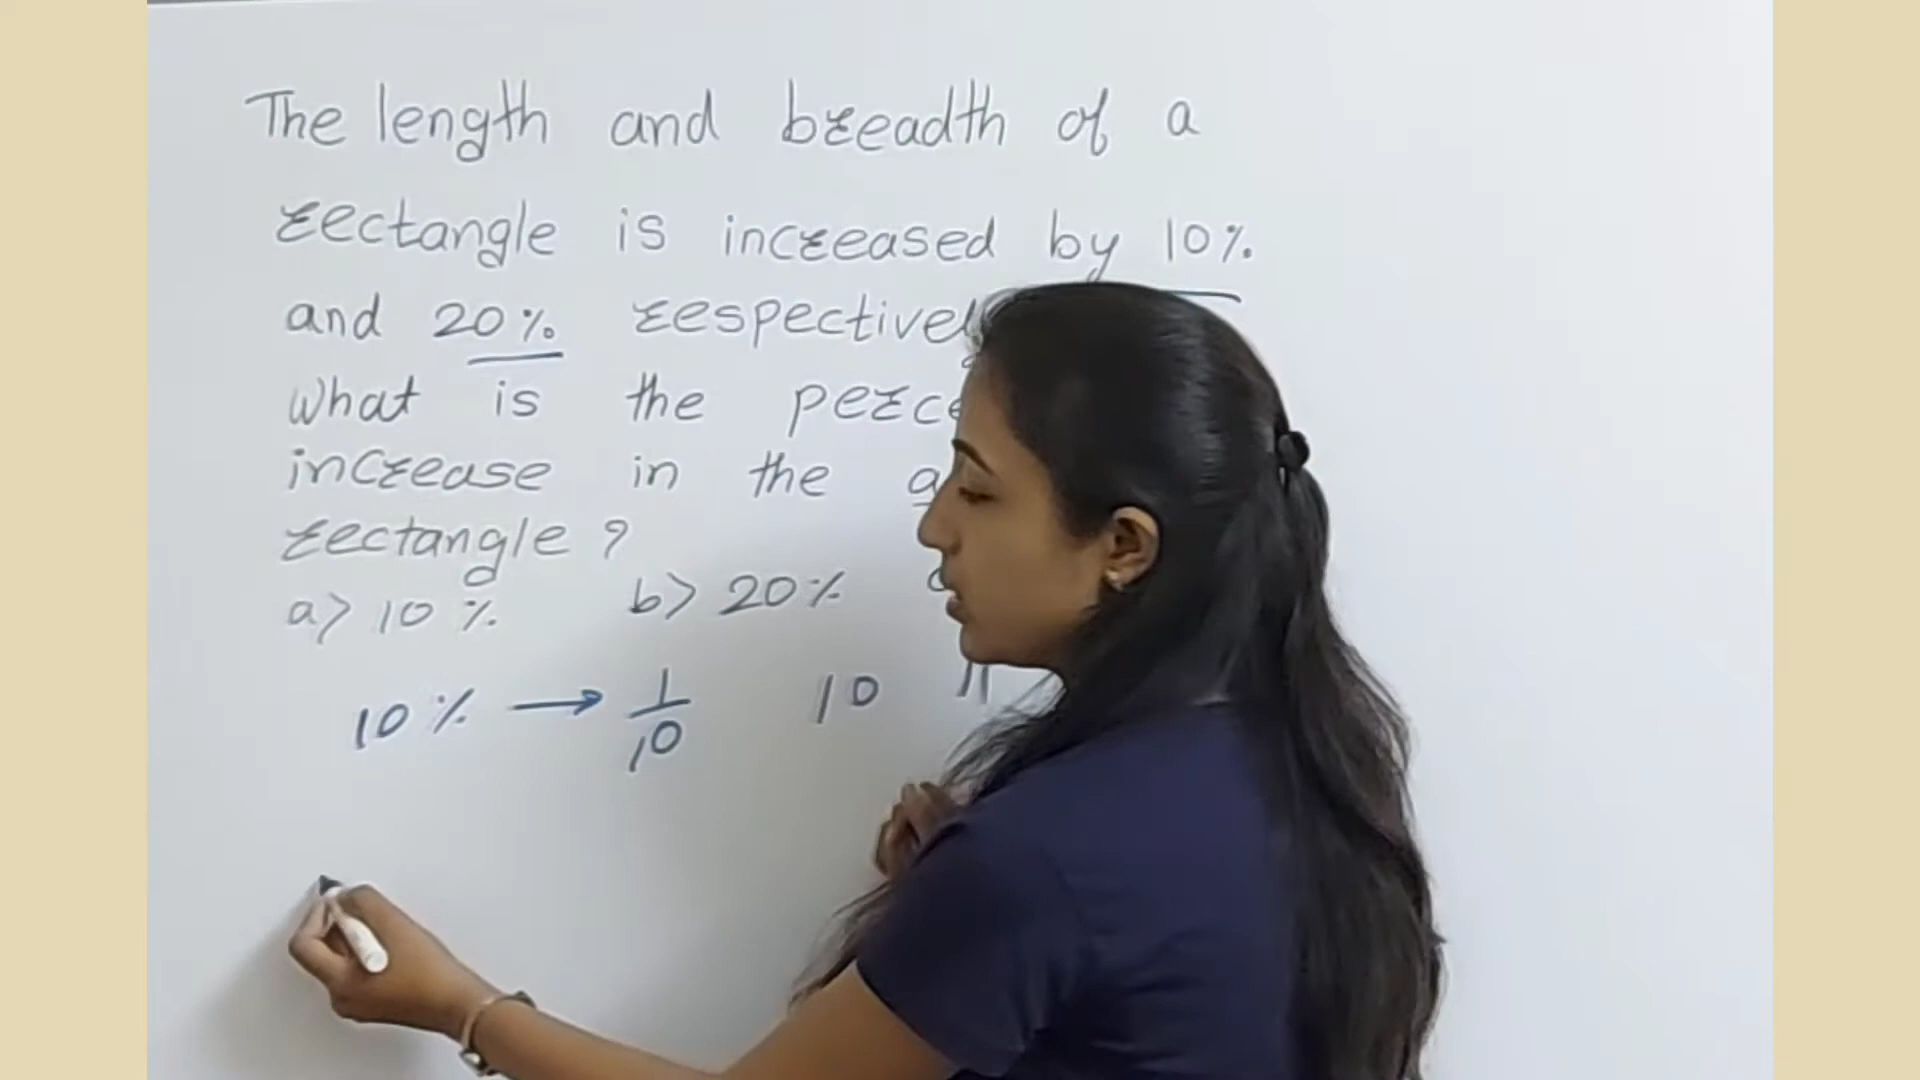 The length and breadth of a
rectangle is increased by 10%
and 20% respectively
What is the
increase in the
rectangle ?
a> 10 % b> 20%
10 % → 1/10 10 11